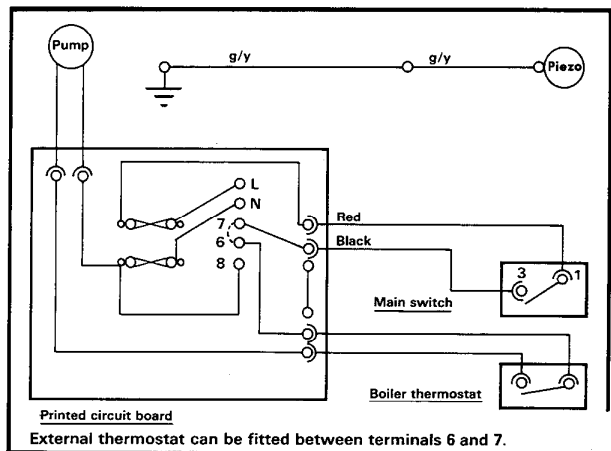 Pump
g/y
g/y
Piezo
L
N
7
6
8
Red
Black
3
1
Main switch
Boiler thermostat
Printed circuit board
External thermostat can be fitted between terminals 6 and 7.